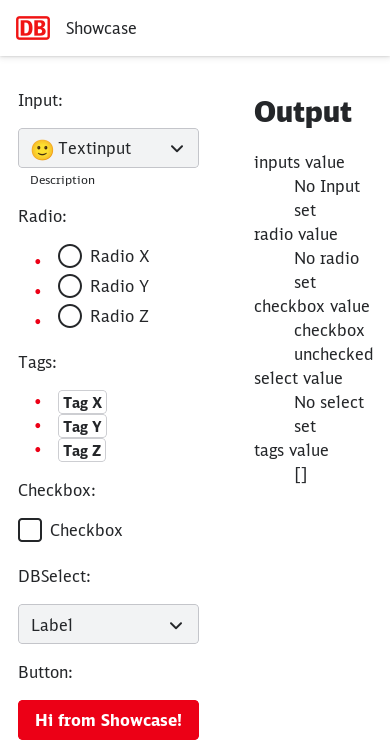 DB Showcase
Input:
🙂 Textinput
Description
Radio:
Radio X
Radio Y
Radio Z
Tags:
Tag X
Tag Y
Tag Z
Checkbox:
Checkbox
DBSelect:
Label
Button:
Hi from Showcase!
Output
inputs value
No Input
set
radio value
No radio
set
checkbox value
checkbox
unchecked
select value
No select
set
tags value
[]